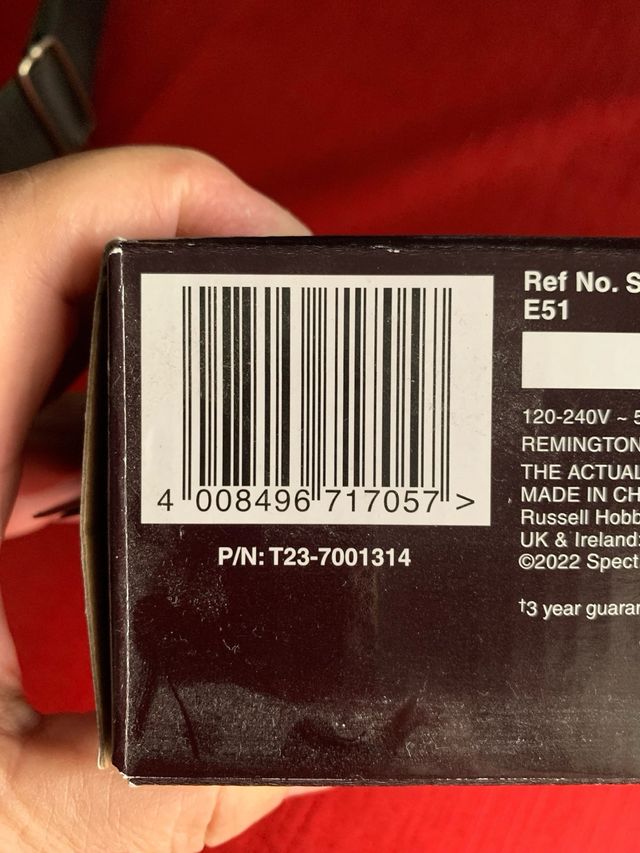 4 008496 717057 >
P/N: T23-7001314
Ref No. S
E51
120-240V ~ 5
REMINGTON
THE ACTUAL
MADE IN CH
Russell Hobb
UK & Ireland:
©2022 Spect
†3 year guaran